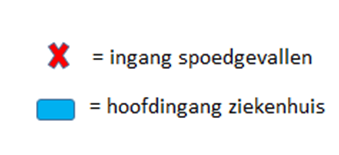 = ingang spoedgevallen
= hoofdingang ziekenhuis